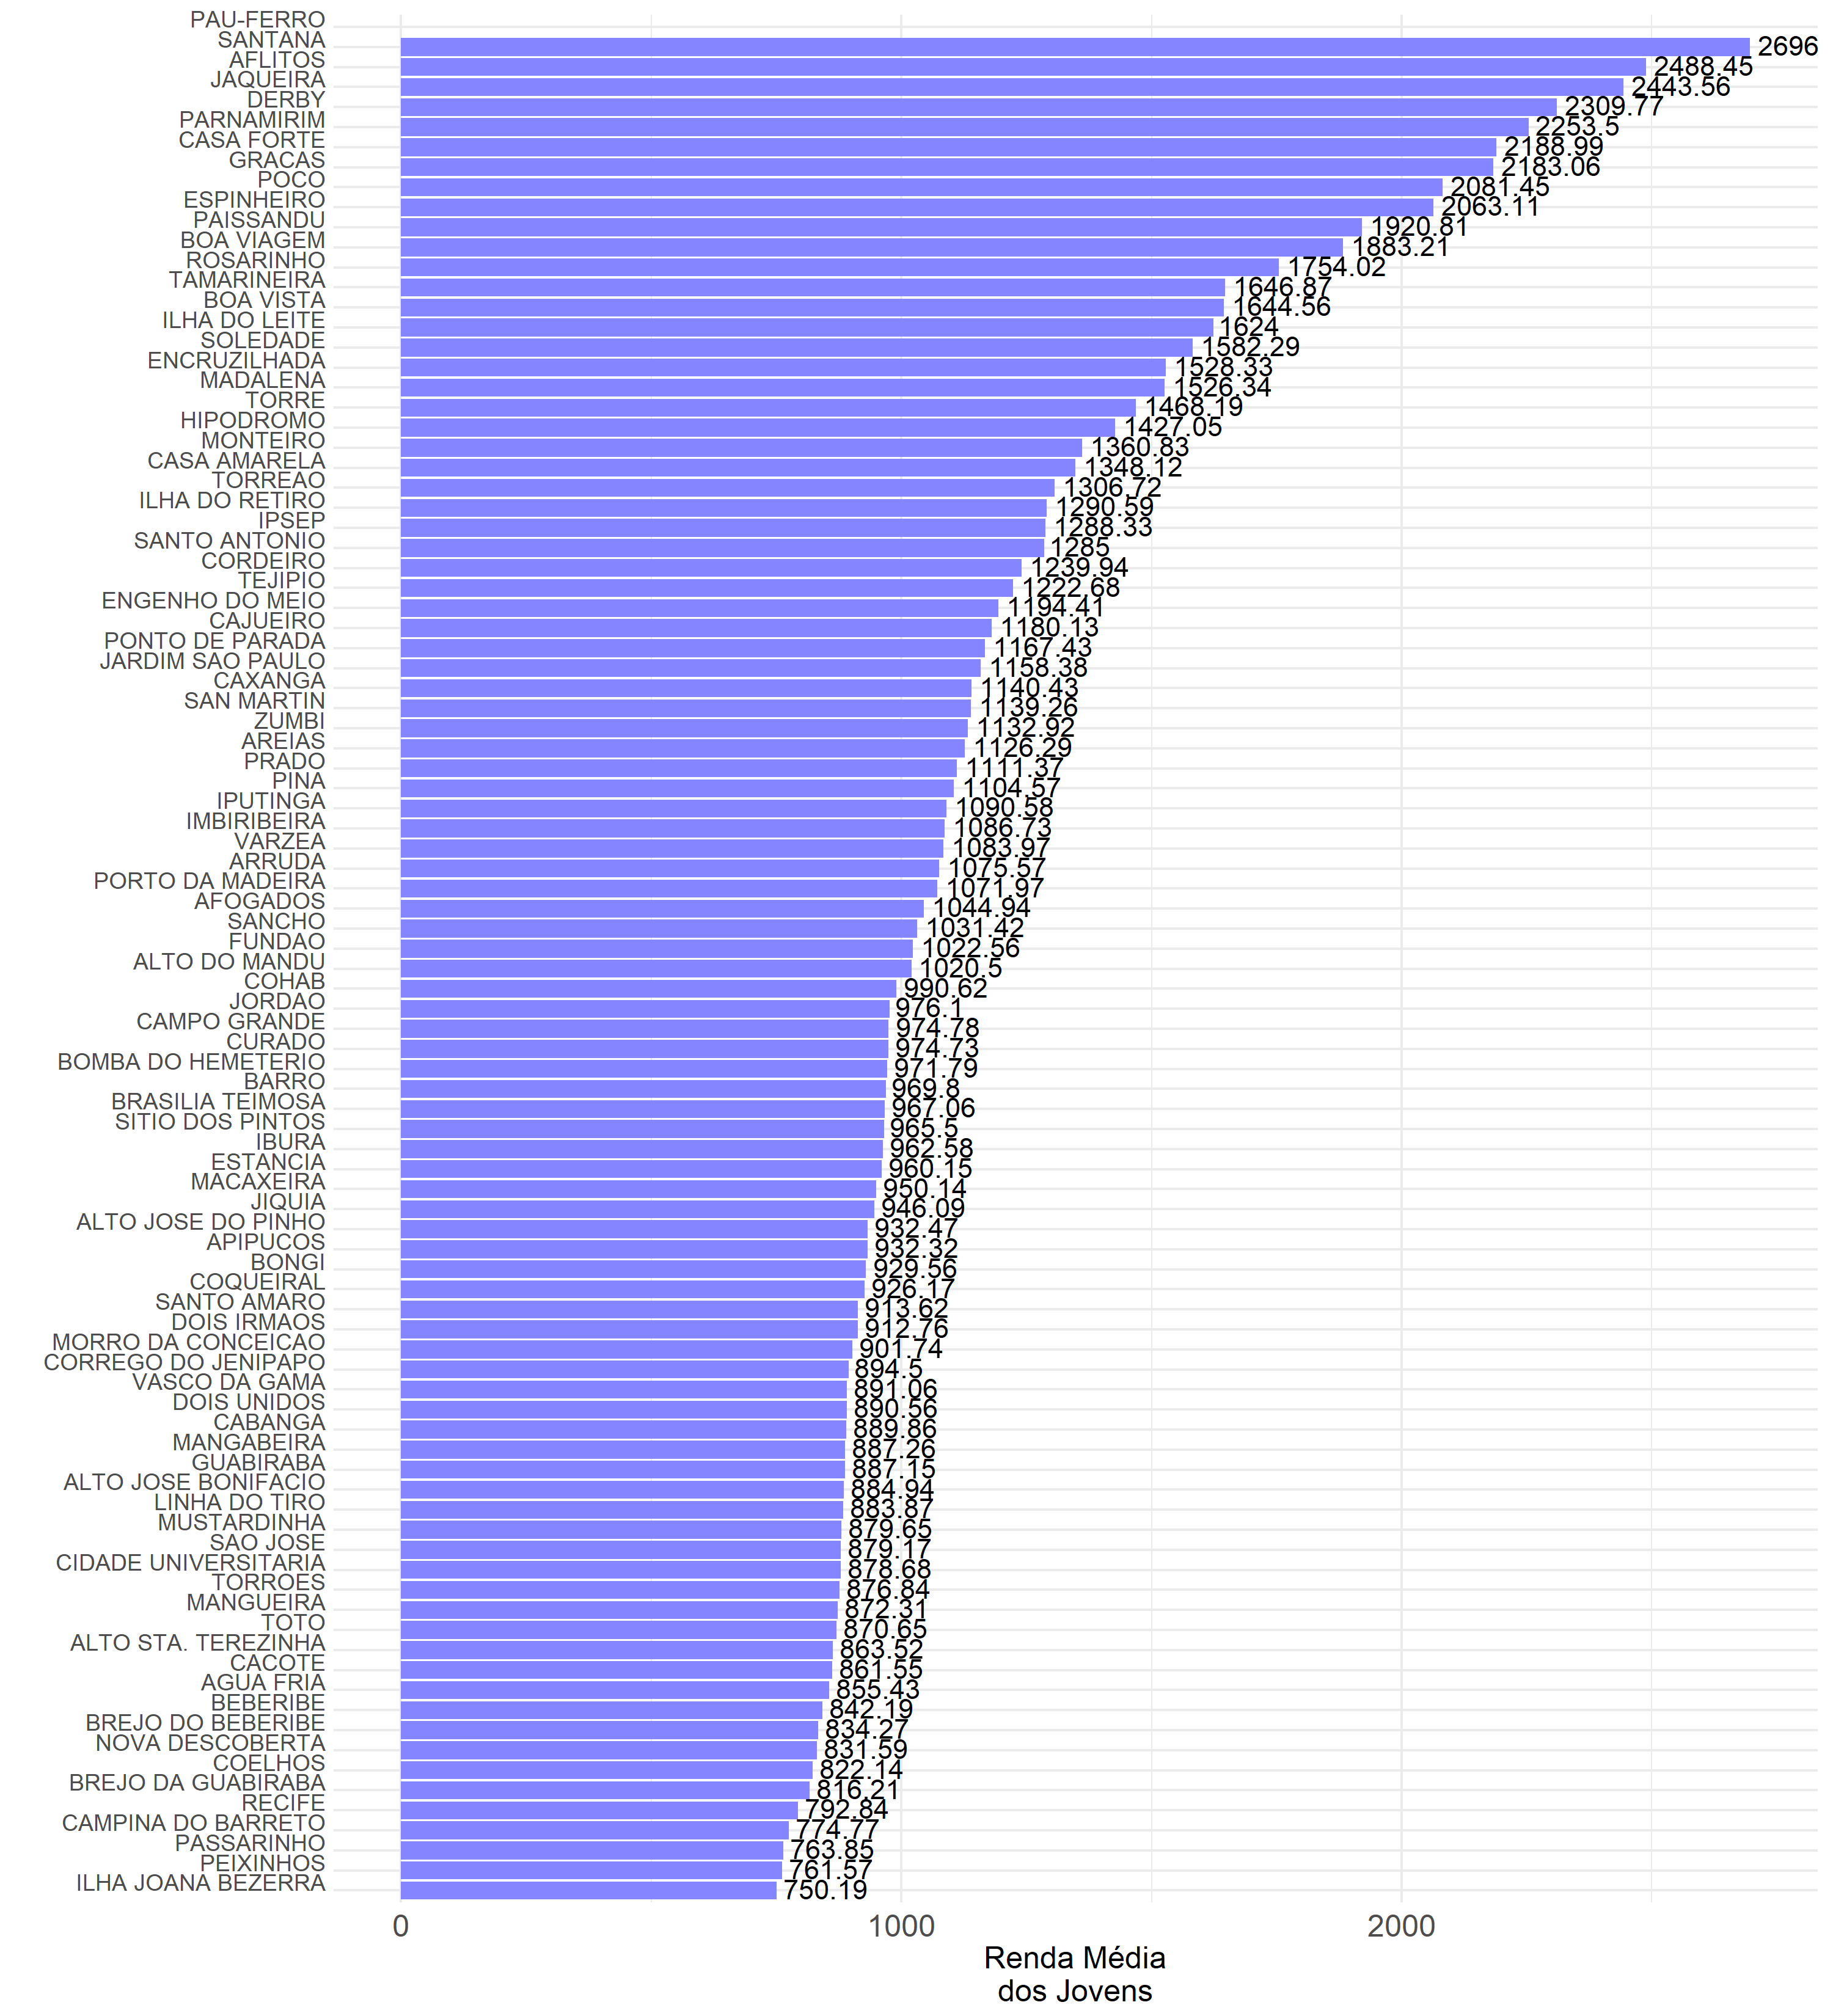 PAU-FERRO
SANTANA 2696
AFLITOS 2488.45
JAQUEIRA 2443.56
DERBY 2309.77
PARNAMIRIM 2253.5
CASA FORTE 2188.99
GRACAS 2183.06
POCO 2081.45
ESPINHEIRO 2063.11
PAISSANDU 1920.81
BOA VIAGEM 1883.21
ROSARINHO 1754.02
TAMARINEIRA 1646.87
BOA VISTA 1644.56
ILHA DO LEITE 1624
SOLEDADE 1582.29
ENCRUZILHADA 1528.33
MADALENA 1526.34
TORRE 1468.19
HIPODROMO 1427.05
MONTEIRO 1360.83
CASA AMARELA 1348.12
TORREAO 1306.72
ILHA DO RETIRO 1290.59
IPSEP 1288.33
SANTO ANTONIO 1285
CORDEIRO 1239.94
TEJIPIO 1222.68
ENGENHO DO MEIO 1194.41
CAJUEIRO 1180.13
PONTO DE PARADA 1167.43
JARDIM SAO PAULO 1158.38
CAXANGA 1140.43
SAN MARTIN 1139.26
ZUMBI 1132.92
AREIAS 1126.29
PRADO 1111.37
PINA 1104.57
IPUTINGA 1090.58
IMBIRIBEIRA 1086.73
VARZEA 1083.97
ARRUDA 1075.57
PORTO DA MADEIRA 1071.97
AFOGADOS 1044.94
SANCHO 1031.42
FUNDAO 1022.56
ALTO DO MANDU 1020.5
COHAB 990.62
JORDAO 976.1
CAMPO GRANDE 974.78
CURADO 974.73
BOMBA DO HEMETERIO 971.79
BARRO 969.8
BRASILIA TEIMOSA 967.06
SITIO DOS PINTOS 965.5
IBURA 962.58
ESTANCIA 960.15
MACAXEIRA 950.14
JIQUIA 946.09
ALTO JOSE DO PINHO 932.47
APIPUCOS 932.32
BONGI 929.56
COQUEIRAL 926.17
SANTO AMARO 913.62
DOIS IRMAOS 912.76
MORRO DA CONCEICAO 901.74
CORREGO DO JENIPAPO 894.5
VASCO DA GAMA 891.06
DOIS UNIDOS 890.56
CABANGA 889.86
MANGABEIRA 887.26
GUABIRABA 887.15
ALTO JOSE BONIFACIO 884.94
LINHA DO TIRO 883.87
MUSTARDINHA 879.65
SAO JOSE 879.17
CIDADE UNIVERSITARIA 878.68
TORROES 876.84
MANGUEIRA 872.31
TOTO 870.65
ALTO STA. TEREZINHA 863.52
CACOTE 861.55
AGUA FRIA 855.43
BEBERIBE 842.19
BREJO DO BEBERIBE 834.27
NOVA DESCOBERTA 831.59
COELHOS 822.14
BREJO DA GUABIRABA 816.21
RECIFE 792.84
CAMPINA DO BARRETO 774.77
PASSARINHO 763.85
PEIXINHOS 761.57
ILHA JOANA BEZERRA 750.19
0 1000 2000
Renda Média
dos Jovens